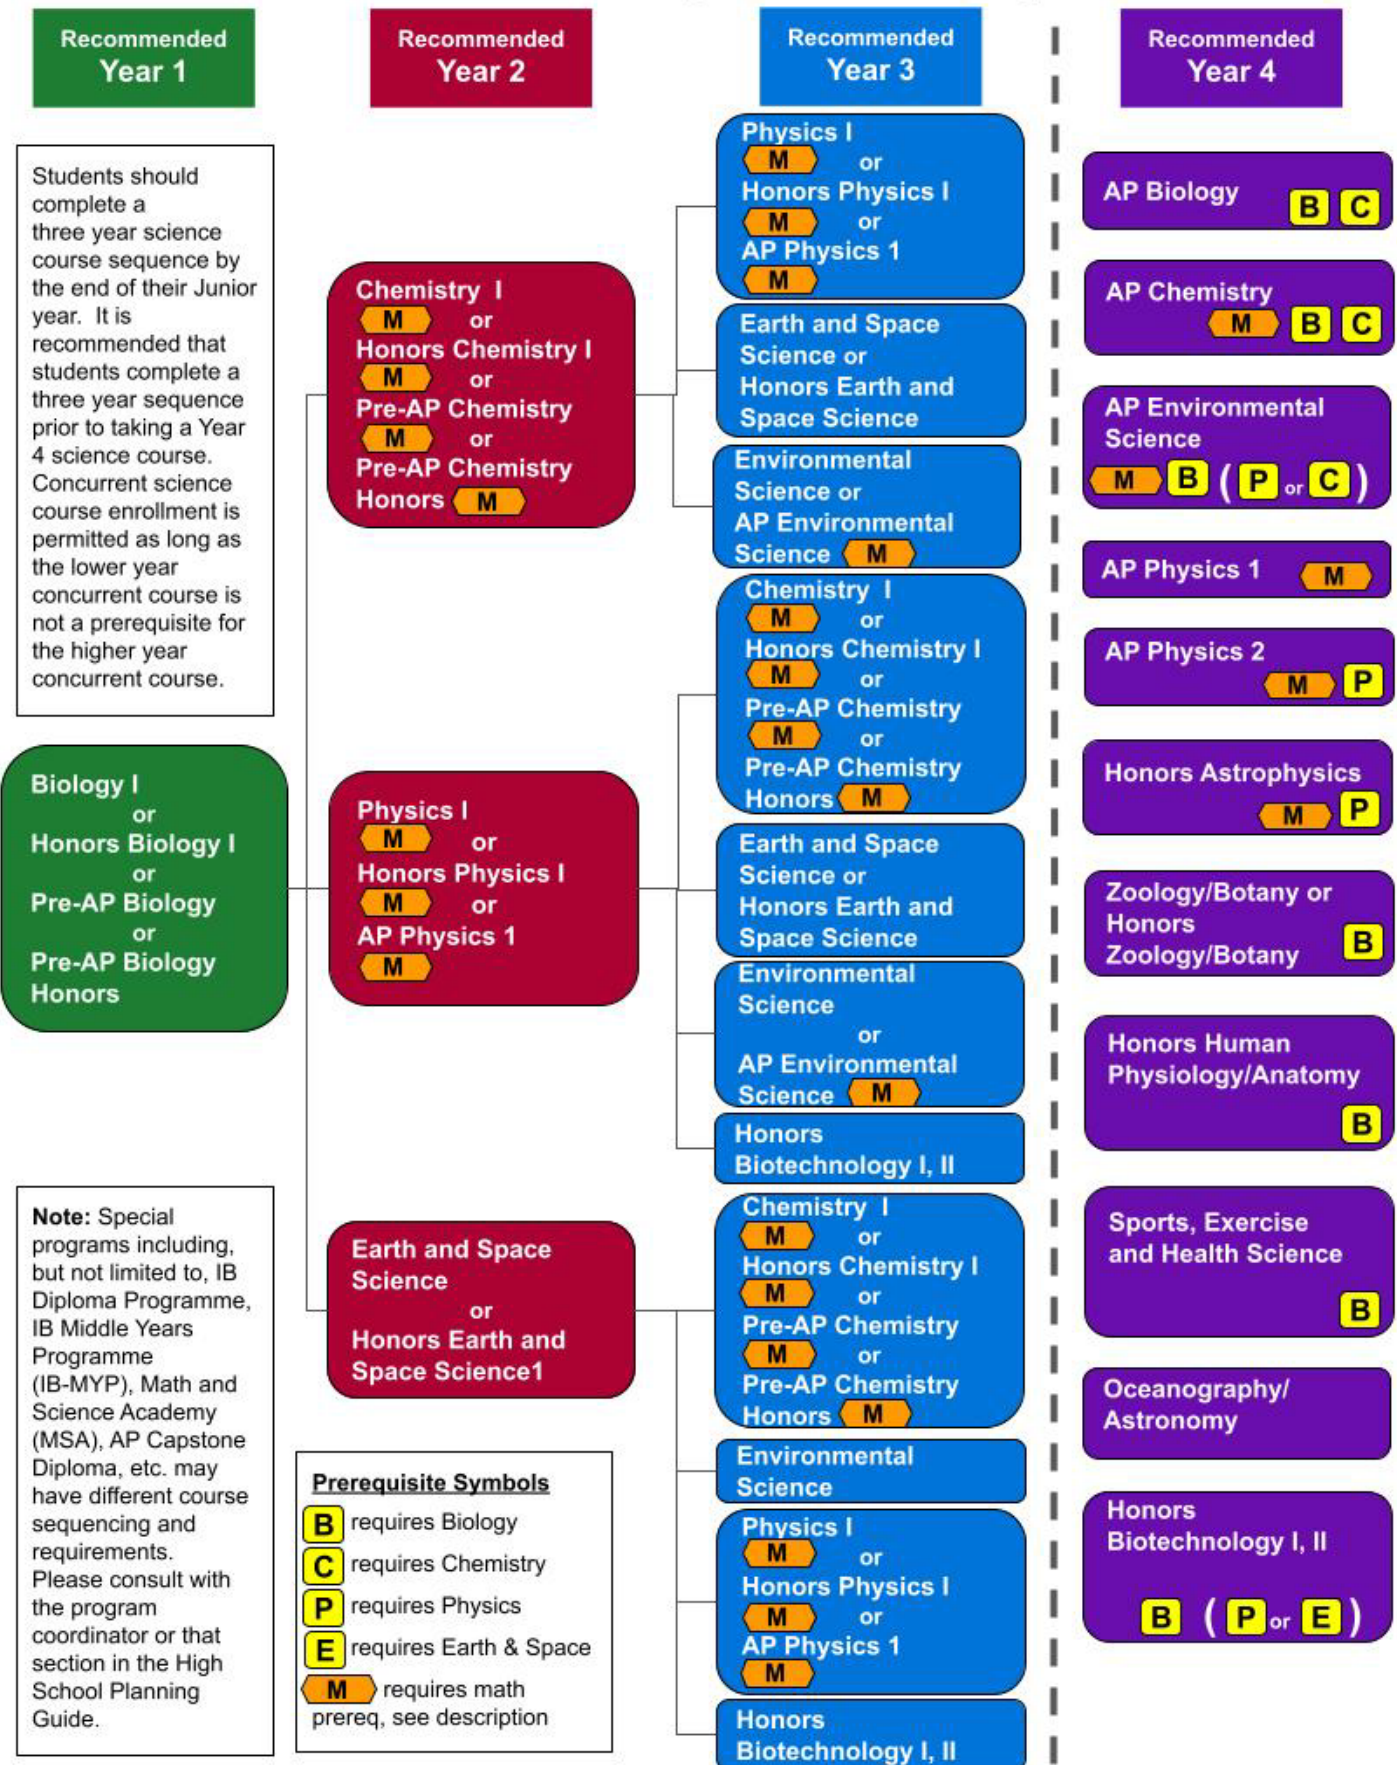 Recommended
Year 1
Recommended
Year 2
Recommended
Year 3
Recommended
Year 4
Students should
complete a
three year science
course sequence by
the end of their Junior
year. It is
recommended that
students complete a
three year sequence
prior to taking a Year
4 science course.
Concurrent science
course enrollment is
permitted as long as
the lower year
concurrent course is
not a prerequisite for
the higher year
concurrent course.
Biology I
or
Honors Biology I
or
Pre-AP Biology
or
Pre-AP Biology
Honors
Note: Special
programs including,
but not limited to, IB
Diploma Programme,
IB Middle Years
Programme
(IB-MYP), Math and
Science Academy
(MSA), AP Capstone
Diploma, etc. may
have different course
sequencing and
requirements.
Please consult with
the program
coordinator or that
section in the High
School Planning
Guide.
Chemistry I
M or
Honors Chemistry I
M or
Pre-AP Chemistry
M or
Pre-AP Chemistry
Honors M
Physics I
M or
Honors Physics I
M or
AP Physics 1
M
Earth and Space
Science
or
Honors Earth and
Space Science1
Prerequisite Symbols
B requires Biology
C requires Chemistry
P requires Physics
E requires Earth & Space
M requires math
prereq, see description
Physics I
M or
Honors Physics I
M or
AP Physics 1
M
Earth and Space
Science or
Honors Earth and
Space Science
Environmental
Science or
AP Environmental
Science M
Chemistry I
M or
Honors Chemistry I
M or
Pre-AP Chemistry
M or
Pre-AP Chemistry
Honors M
Earth and Space
Science or
Honors Earth and
Space Science
Environmental
Science
or
AP Environmental
Science M
Honors
Biotechnology I, II
Chemistry I
M or
Honors Chemistry I
M or
Pre-AP Chemistry
M or
Pre-AP Chemistry
Honors M
Environmental
Science
Physics I
M or
Honors Physics I
M or
AP Physics 1
M
Honors
Biotechnology I, II
AP Biology
B C
AP Chemistry
M B C
AP Environmental
Science
M B ( P or C )
AP Physics 1 M
AP Physics 2
M P
Honors Astrophysics
M P
Zoology/Botany or
Honors
Zoology/Botany B
Honors Human
Physiology/Anatomy
B
Sports, Exercise
and Health Science
B
Oceanography/
Astronomy
Honors
Biotechnology I, II
B ( P or E )